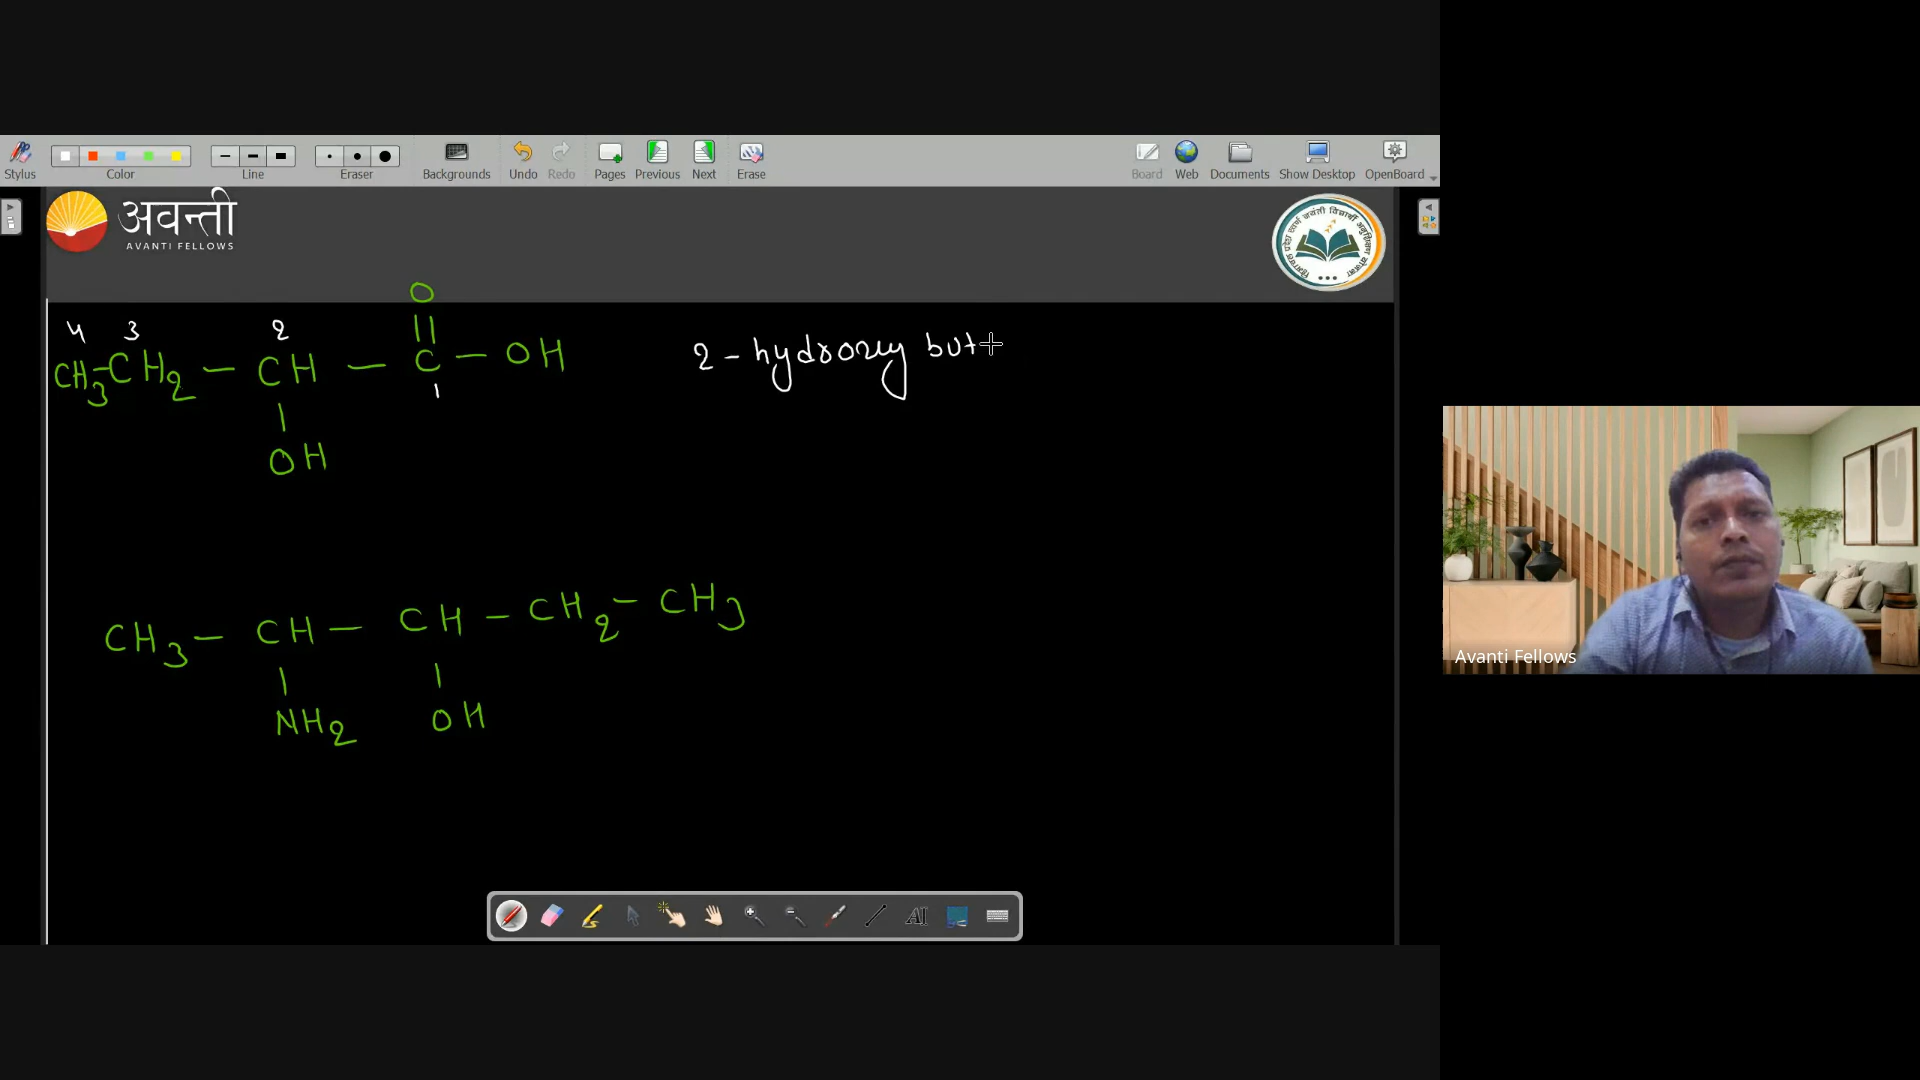 Stylus Color Line Eraser Backgrounds Undo Redo Pages Previous Next Erase Board Web Documents Show Desktop OpenBoard
अवन्ती
AVANTI FELLOWS
O
4 3 2 ||
CH3-CH2 – CH – C – OH
1
|
OH
2 - hydroxy but
CH3 – CH – CH – CH2 – CH3
| |
NH2 OH
Avanti Fellows
AI